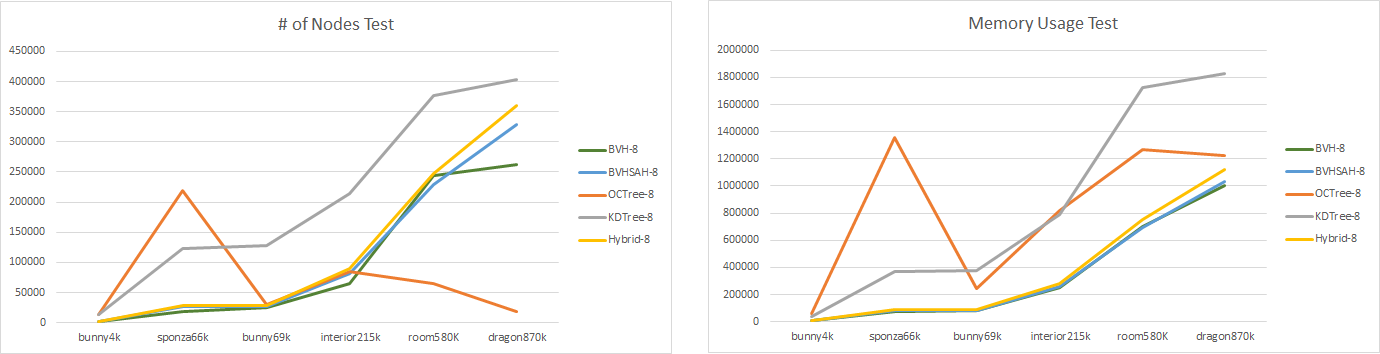 # of Nodes Test
450000
400000
350000
300000
250000
200000
150000
100000
50000
0
bunny4k
sponza66k
bunny69k
interior215k
room580K
dragon870k
BVH-8
BVHSAH-8
OCTree-8
KDTree-8
Hybrid-8
Memory Usage Test
2000000
1800000
1600000
1400000
1200000
1000000
800000
600000
400000
200000
0
bunny4k
sponza66k
bunny69k
interior215k
room580K
dragon870k
BVH-8
BVHSAH-8
OCTree-8
KDTree-8
Hybrid-8